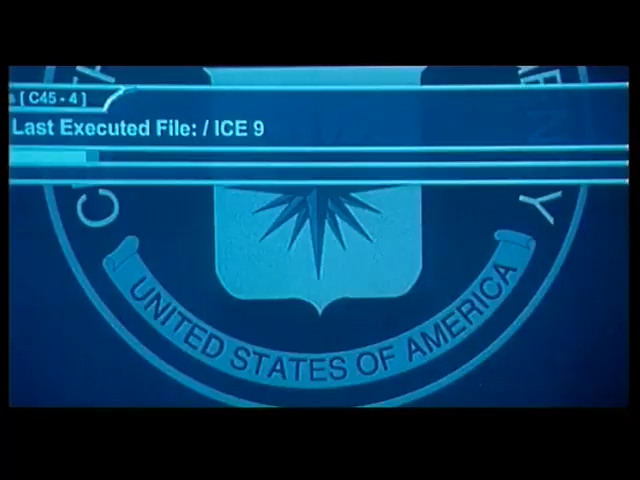 [ C45 - 4 ]
Last Executed File: / ICE 9
UNITED STATES OF AMERICA